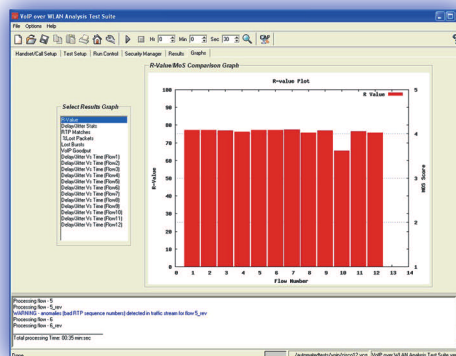 VoIP over WLAN Analysis Test Suite
File Options Help
Hr 0 Min 0 Sec 30 CAP
Handset/Call Setup Test Setup Run Control Security Manager Results Graphs
R-Value/MoS Comparison Graph
Select Results Graph
R-Value
Delay/Jitter Stats
RTP Matches
%Lost Packets
Lost Bursts
VoIP Goodput
Delay/Jitter Vs Time (Flow1)
Delay/Jitter Vs Time (Flow2)
Delay/Jitter Vs Time (Flow3)
Delay/Jitter Vs Time (Flow4)
Delay/Jitter Vs Time (Flow5)
Delay/Jitter Vs Time (Flow6)
Delay/Jitter Vs Time (Flow7)
Delay/Jitter Vs Time (Flow8)
Delay/Jitter Vs Time (Flow9)
Delay/Jitter Vs Time (Flow10)
Delay/Jitter Vs Time (Flow11)
Delay/Jitter Vs Time (Flow12)
R-value Plot
R Value
100
90
80
70
60
50
40
30
20
10
0
R-Value
5
4
3
2
1
MOS Score
0 1 2 3 4 5 6 7 8 9 10 11 12 13 14
Flow Number
Processing flow - 5
Processing flow - 5_rev
WARNING - anomalies (bad RTP sequence numbers) detected in traffic stream for flow 5_rev
Processing flow - 6
Processing flow - 6_rev
Total processing Time: 00:35 min:sec
Done
VoIP over WLAN Analysis Test Suite